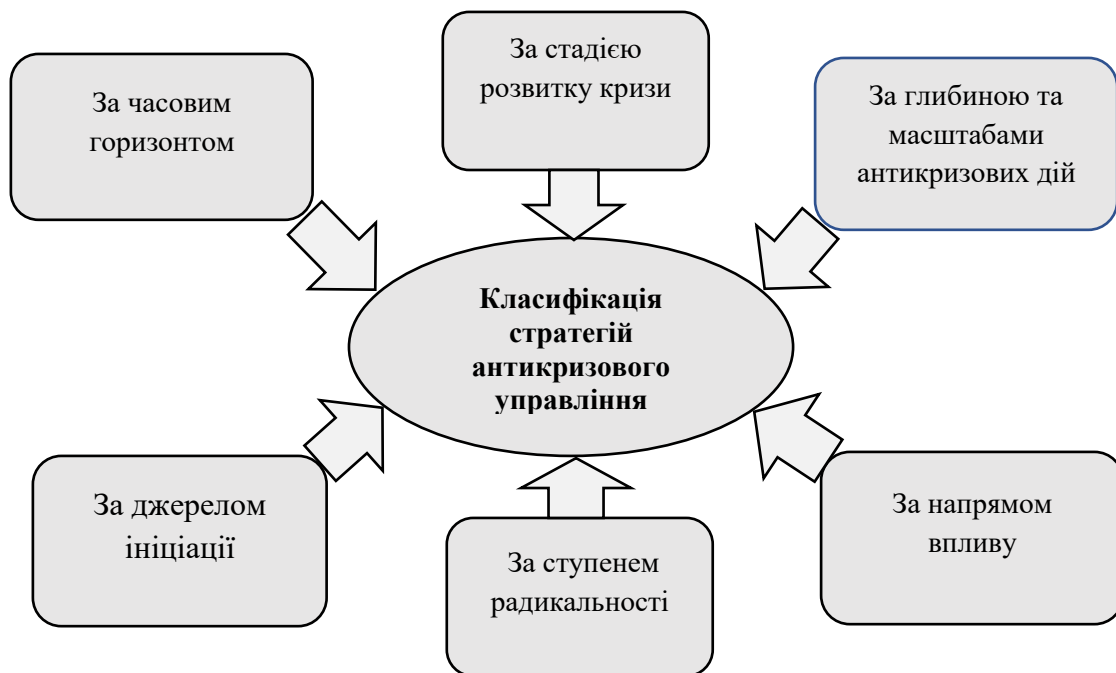 За часовим
горизонтом
За стадією
розвитку кризи
За глибиною та
масштабами
антикризових дій
Класифікація
стратегій
антикризового
управління
За джерелом
ініціації
За ступенем
радикальності
За напрямом
впливу